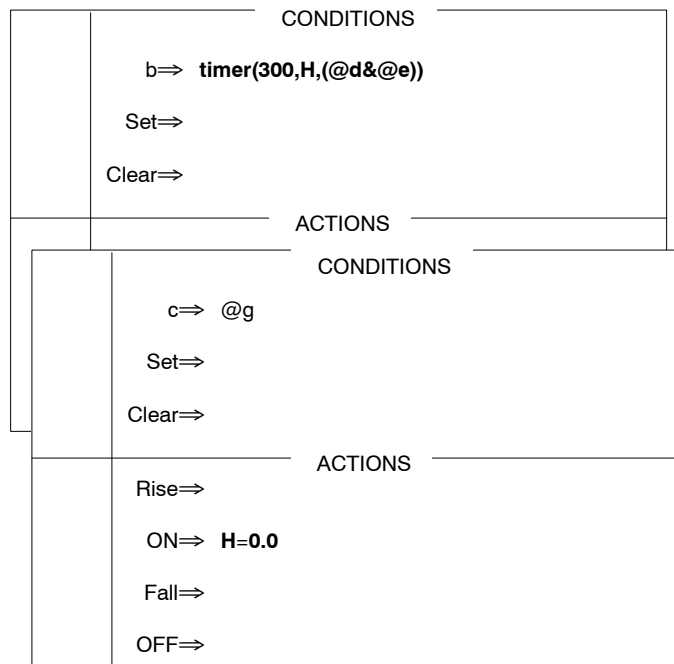 CONDITIONS
b⇒ timer(300,H,(@d&@e))
Set⇒
Clear⇒
ACTIONS
CONDITIONS
c⇒ @g
Set⇒
Clear⇒
ACTIONS
Rise⇒
ON⇒ H=0.0
Fall⇒
OFF⇒